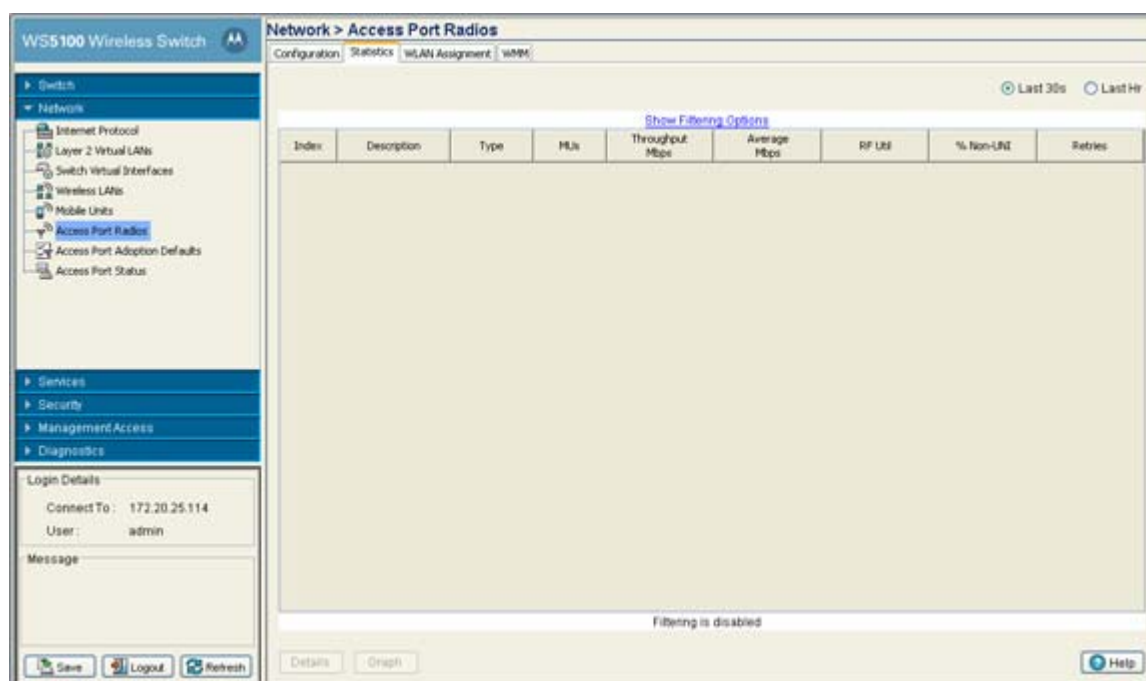 WS5100 Wireless Switch
Network > Access Port Radios
Configuration Statistics WLAN Assignment WMM
Switch
Network
Internet Protocol
Layer 2 Virtual LANs
Switch Virtual Interfaces
Wireless LANs
Mobile Units
Access Port Radios
Access Port Adoption Defaults
Access Port Status
Services
Security
Management Access
Diagnostics
Login Details
Connect To : 172.20.25.114
User : admin
Message
Save Logout Refresh
Last 30s Last Hr
Show Filtering Options
Index Description Type MUs Throughput Mbps Average Mbps RF Util % Non-UNI Retries
Filtering is disabled
Details Graph Help